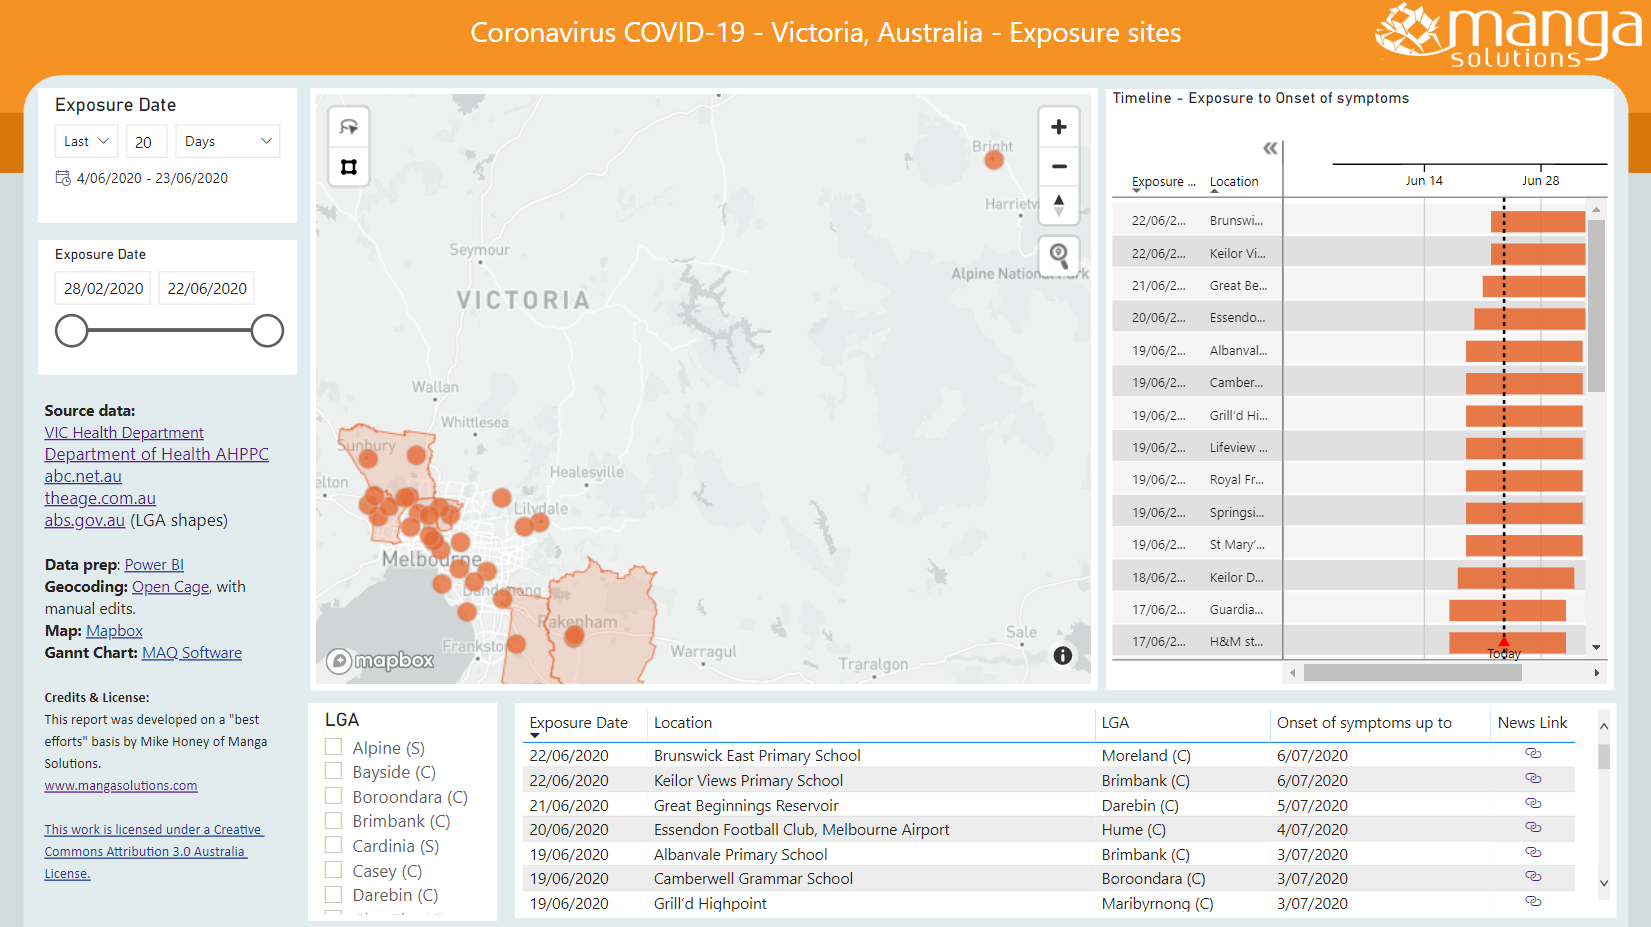 Coronavirus COVID-19 - Victoria, Australia - Exposure sites
manga
solutions
Exposure Date
Last 20 Days
4/06/2020 - 23/06/2020
Exposure Date
28/02/2020 22/06/2020
Source data:
VIC Health Department
Department of Health AHPPC
abc.net.au
theage.com.au
abs.gov.au (LGA shapes)
Data prep: Power BI
Geocoding: Open Cage, with
manual edits.
Map: Mapbox
Gannt Chart: MAQ Software
Credits & License:
This report was developed on a "best
efforts" basis by Mike Honey of Manga
Solutions.
www.mangasolutions.com
This work is licensed under a Creative
Commons Attribution 3.0 Australia
License.
Bright
Harrietv
Seymour
Alpine National Park
VICTORIA
Wallan
Whittlesea
Sunbury
Healesville
elton
Lilydale
Melbourne
Dandenong
Pakenham
Frankston
Sale
Warragul
Traralgon
mapbox
Timeline - Exposure to Onset of symptoms
Exposure ... Location Jun 14 Jun 28
22/06/2... Brunswi...
22/06/2... Keilor Vi...
21/06/2... Great Be...
20/06/2... Essendo...
19/06/2... Albanval...
19/06/2... Camber...
19/06/2... Grill'd Hi...
19/06/2... Lifeview ...
19/06/2... Royal Fr...
19/06/2... Springsi...
19/06/2... St Mary'...
18/06/2... Keilor D...
17/06/2... Guardia...
17/06/2... H&M st...
Today
LGA
Alpine (S)
Bayside (C)
Boroondara (C)
Brimbank (C)
Cardinia (S)
Casey (C)
Darebin (C)
Exposure Date Location LGA Onset of symptoms up to News Link
22/06/2020 Brunswick East Primary School Moreland (C) 6/07/2020
22/06/2020 Keilor Views Primary School Brimbank (C) 6/07/2020
21/06/2020 Great Beginnings Reservoir Darebin (C) 5/07/2020
20/06/2020 Essendon Football Club, Melbourne Airport Hume (C) 4/07/2020
19/06/2020 Albanvale Primary School Brimbank (C) 3/07/2020
19/06/2020 Camberwell Grammar School Boroondara (C) 3/07/2020
19/06/2020 Grill'd Highpoint Maribyrnong (C) 3/07/2020